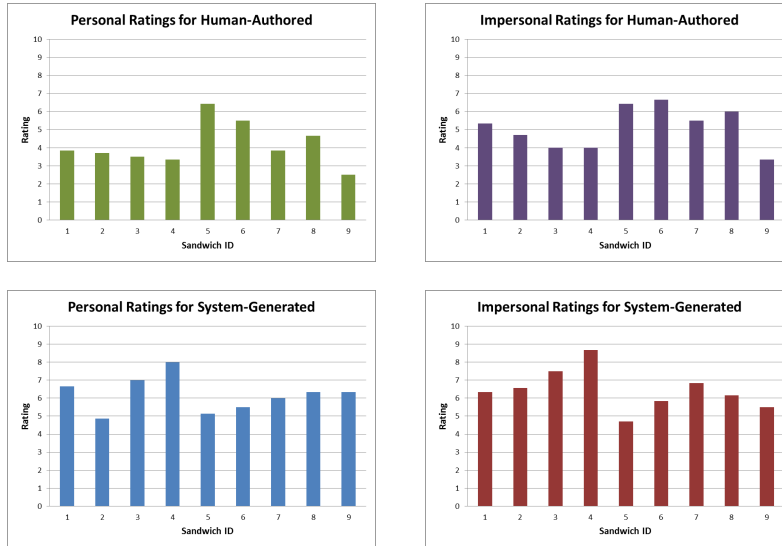 Personal Ratings for Human-Authored
10
9
8
7
6
5
4
3
2
1
0
Rating
1 2 3 4 5 6 7 8 9
Sandwich ID
Impersonal Ratings for Human-Authored
10
9
8
7
6
5
4
3
2
1
0
Rating
1 2 3 4 5 6 7 8 9
Sandwich ID
Personal Ratings for System-Generated
10
9
8
7
6
5
4
3
2
1
0
Rating
1 2 3 4 5 6 7 8 9
Sandwich ID
Impersonal Ratings for System-Generated
10
9
8
7
6
5
4
3
2
1
0
Rating
1 2 3 4 5 6 7 8 9
Sandwich ID